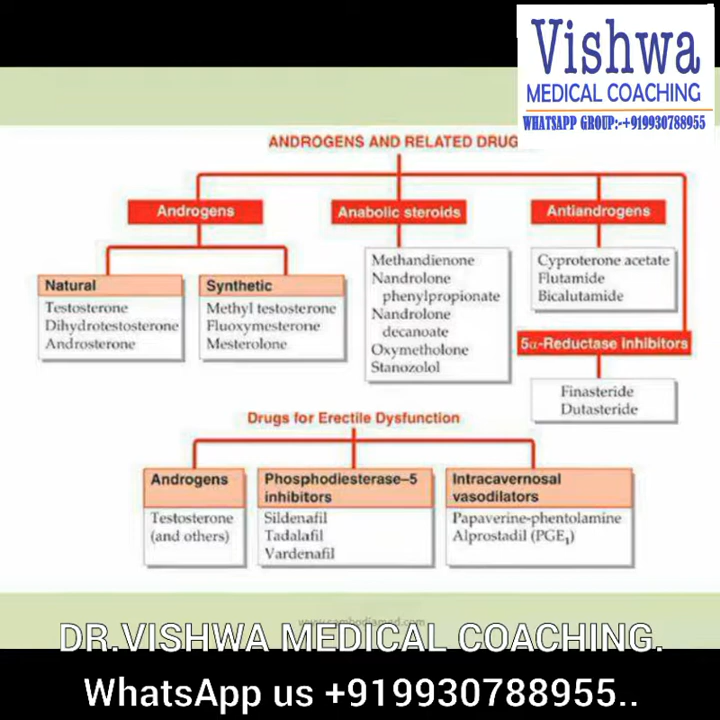 Vishwa
MEDICAL COACHING
WHATSAPP GROUP:-+919930788955
ANDROGENS AND RELATED DRUG
Androgens
Anabolic steroids
Antiandrogens
Natural
Testosterone
Dihydrotestosterone
Androsterone
Synthetic
Methyl testosterone
Fluoxymesterone
Mesterolone
Methandienone
Nandrolone
phenylpropionate
Nandrolone
decanoate
Oxymetholone
Stanozolol
Cyproterone acetate
Flutamide
Bicalutamide
5α-Reductase Inhibitors
Finasteride
Dutasteride
Drugs for Erectile Dysfunction
Androgens
Testosterone
(and others)
Phosphodiesterase–5
inhibitors
Sildenafil
Tadalafil
Vardenafil
Intracavernosal
vasodilators
Papaverine-phentolamine
Alprostadil (PGE₁)
www.cambodiamed.com
DR.VISHWA MEDICAL COACHING.
WhatsApp us +919930788955..